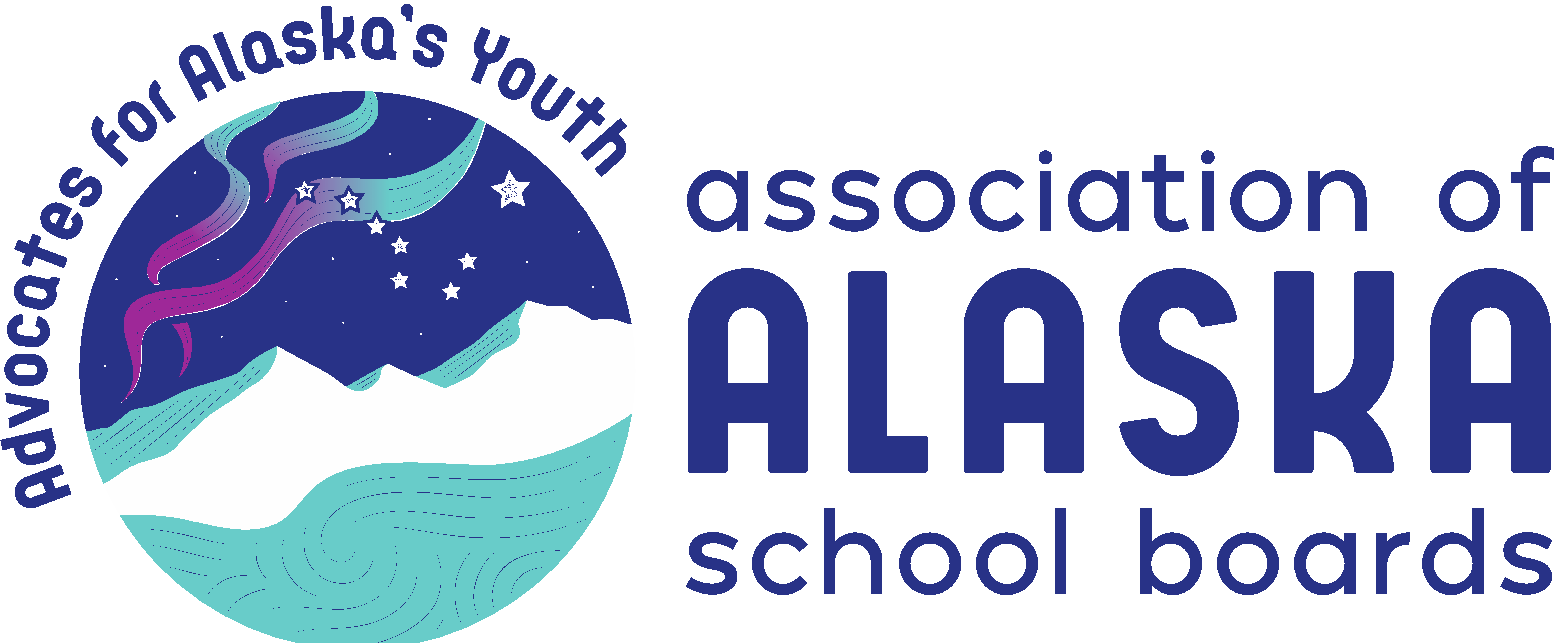 Advocates for Alaska's Youth
association of
ALASKA
school boards